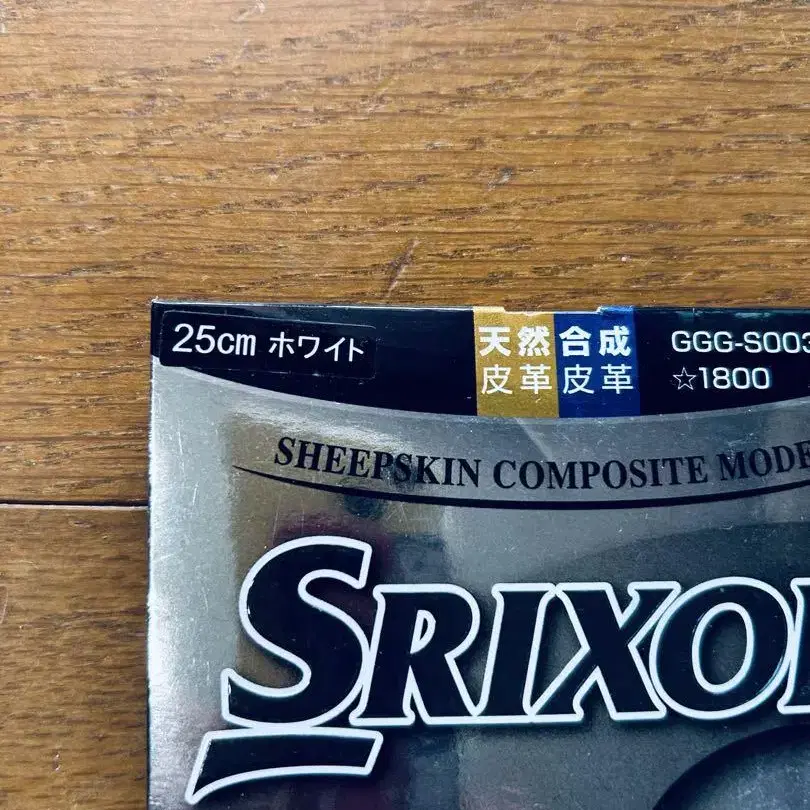 25cm ホワイト
天然 合成
皮革 皮革
GGG-S003
☆1800
SHEEPSKIN COMPOSITE
SRIXO